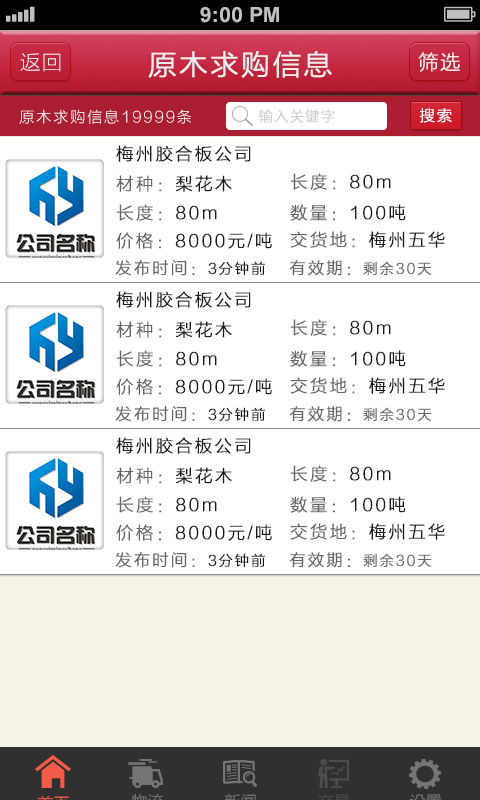 9:00 PM
返回 原木求购信息 筛选
原木求购信息19999条 输入关键字 搜索
梅州胶合板公司
材种：梨花木 长度：80m
长度：80m 数量：100吨
公司名称
价格：8000元/吨 交货地：梅州五华
发布时间：3分钟前 有效期：剩余30天
梅州胶合板公司
材种：梨花木 长度：80m
长度：80m 数量：100吨
公司名称
价格：8000元/吨 交货地：梅州五华
发布时间：3分钟前 有效期：剩余30天
梅州胶合板公司
材种：梨花木 长度：80m
长度：80m 数量：100吨
公司名称
价格：8000元/吨 交货地：梅州五华
发布时间：3分钟前 有效期：剩余30天
首页 物流 新闻 交易 设置